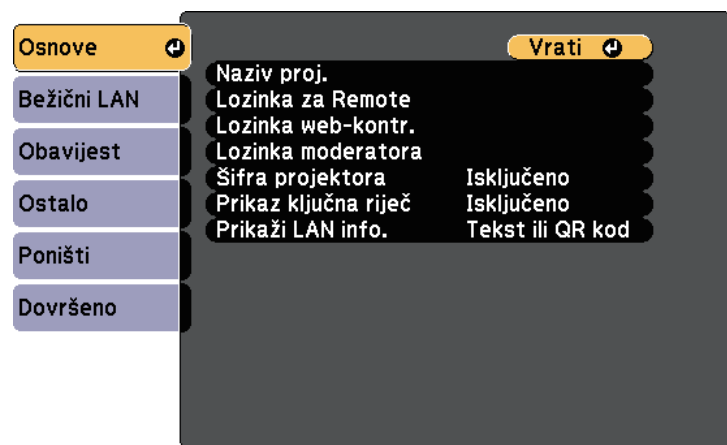 Osnove
Bežični LAN
Obavijest
Ostalo
Poništi
Dovršeno
Vrati
Naziv proj.
Lozinka za Remote
Lozinka web-kontr.
Lozinka moderatora
Šifra projektora Isključeno
Prikaz ključna riječ Isključeno
Prikaži LAN info. Tekst ili QR kod